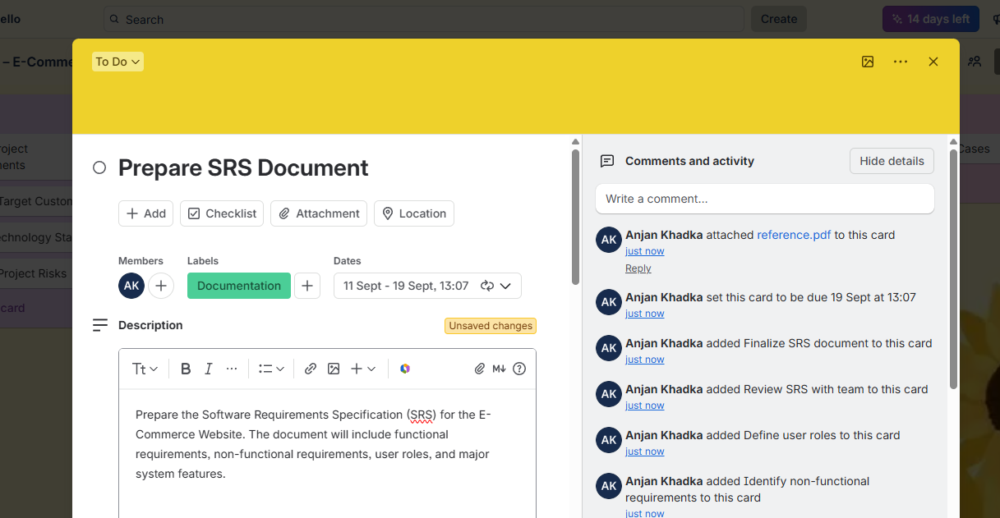 ello
Search
Create
14 days left
– E-Comme
To Do
roject
ments
Target Custon
echnology Sta
Project Risks
card
Cases
Prepare SRS Document
Add
Checklist
Attachment
Location
Members
Labels
Dates
AK
Documentation
11 Sept - 19 Sept, 13:07
Description
Unsaved changes
Tt
B
I
M
Prepare the Software Requirements Specification (SRS) for the E-
Commerce Website. The document will include functional
requirements, non-functional requirements, user roles, and major
system features.
Comments and activity
Hide details
Write a comment...
AK
Anjan Khadka attached reference.pdf to this card
just now
Reply
AK
Anjan Khadka set this card to be due 19 Sept at 13:07
just now
AK
Anjan Khadka added Finalize SRS document to this card
just now
AK
Anjan Khadka added Review SRS with team to this card
just now
AK
Anjan Khadka added Define user roles to this card
just now
AK
Anjan Khadka added Identify non-functional
requirements to this card
just now